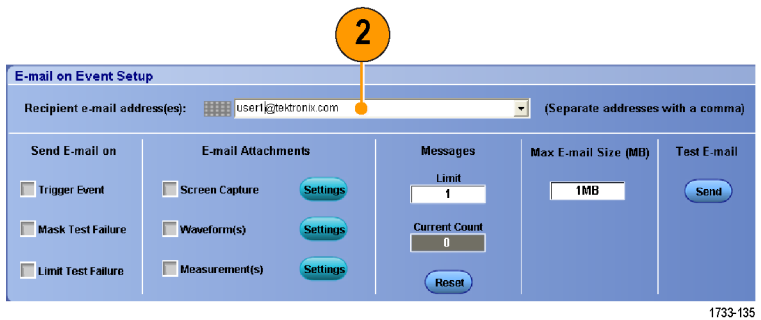 2
E-mail on Event Setup
Recipient e-mail address(es): user1@tektronix.com (Separate addresses with a comma)
Send E-mail on E-mail Attachments Messages Max E-mail Size (MB) Test E-mail
Limit
Trigger Event Screen Capture Settings 1 1MB Send
Mask Test Failure Waveform(s) Settings Current Count
0
Limit Test Failure Measurement(s) Settings Reset
1733-135